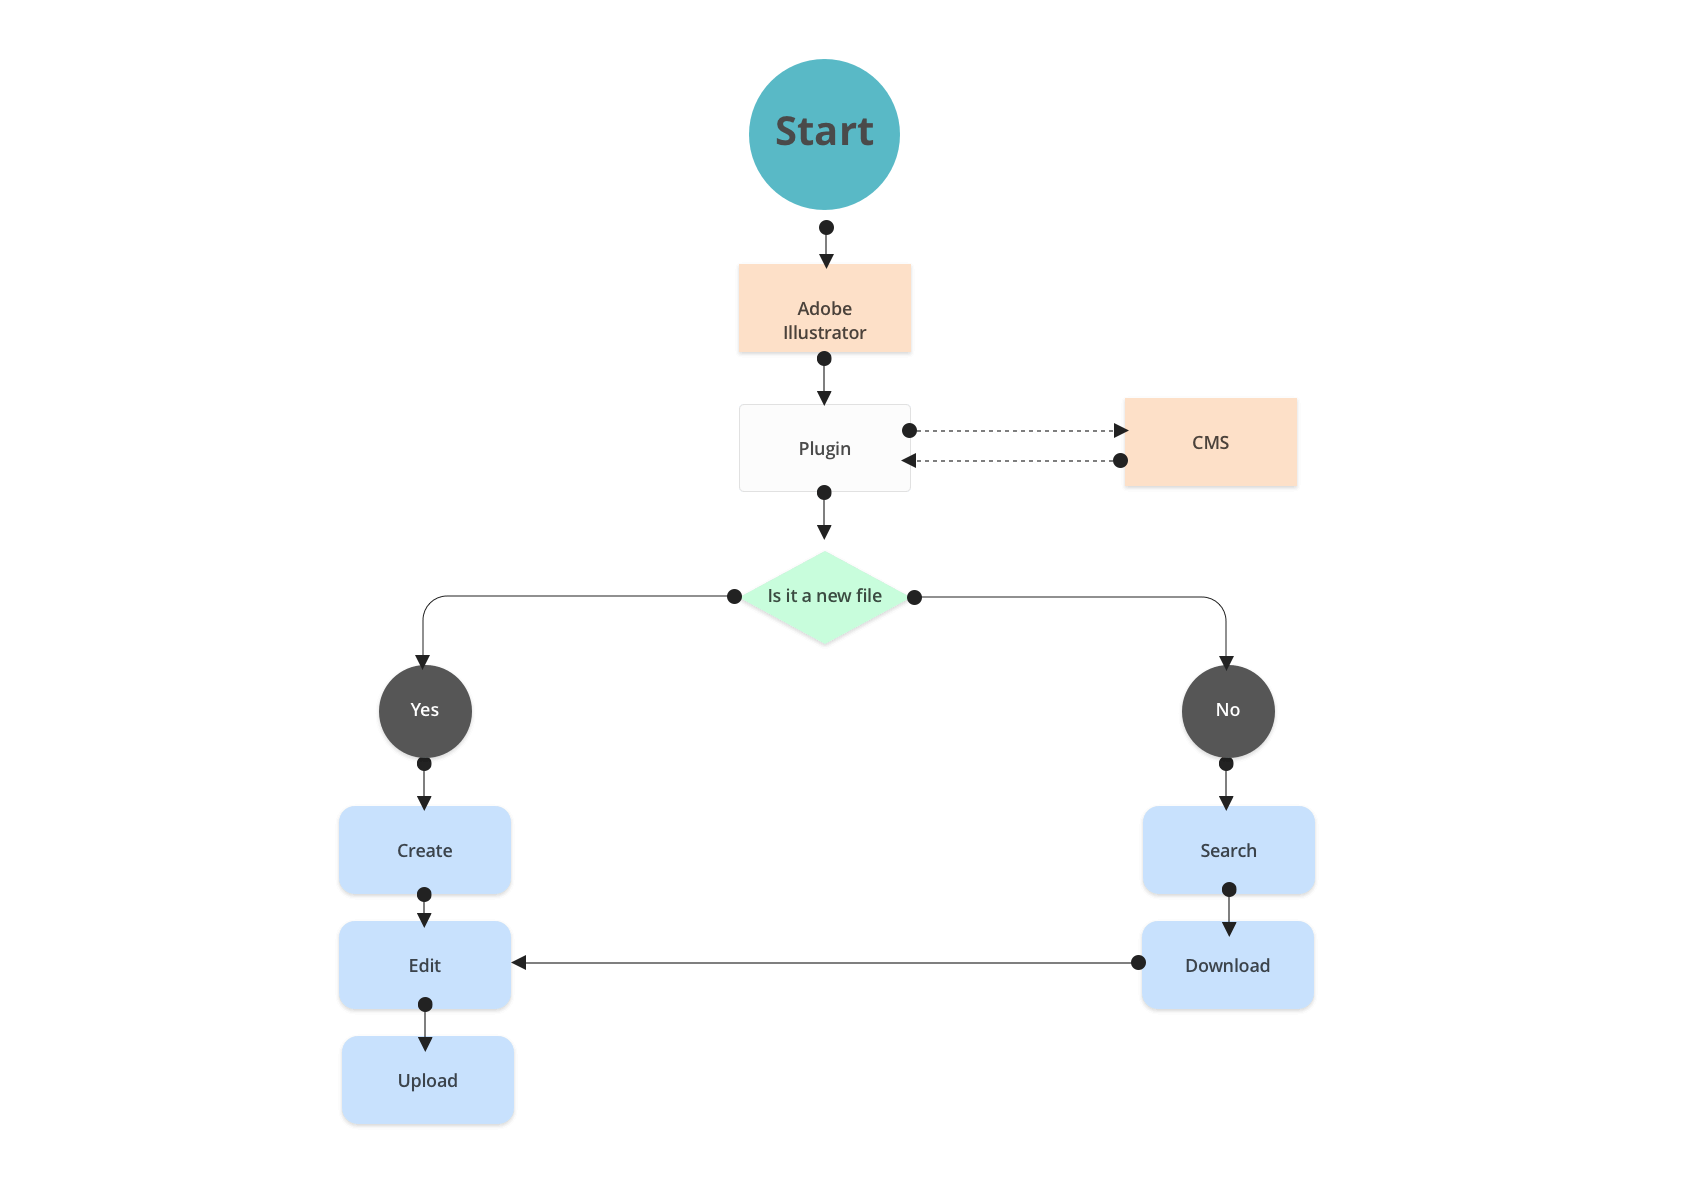 Start
Adobe
Illustrator
Plugin
CMS
Is it a new file
Yes
No
Create
Search
Edit
Download
Upload